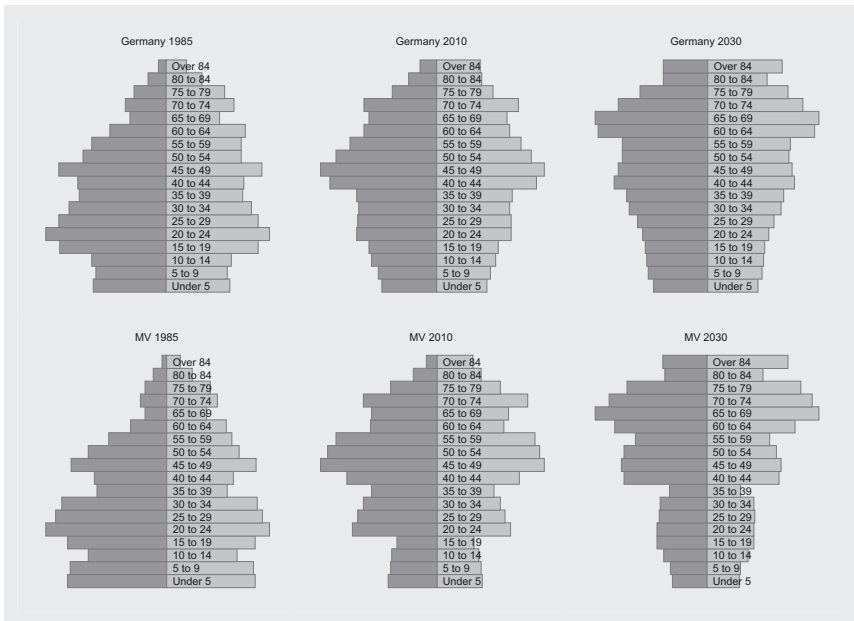 Germany 1985
Over 84
80 to 84
75 to 79
70 to 74
65 to 69
60 to 64
55 to 59
50 to 54
45 to 49
40 to 44
35 to 39
30 to 34
25 to 29
20 to 24
15 to 19
10 to 14
5 to 9
Under 5
Germany 2010
Over 84
80 to 84
75 to 79
70 to 74
65 to 69
60 to 64
55 to 59
50 to 54
45 to 49
40 to 44
35 to 39
30 to 34
25 to 29
20 to 24
15 to 19
10 to 14
5 to 9
Under 5
Germany 2030
Over 84
80 to 84
75 to 79
70 to 74
65 to 69
60 to 64
55 to 59
50 to 54
45 to 49
40 to 44
35 to 39
30 to 34
25 to 29
20 to 24
15 to 19
10 to 14
5 to 9
Under 5
MV 1985
Over 84
80 to 84
75 to 79
70 to 74
65 to 69
60 to 64
55 to 59
50 to 54
45 to 49
40 to 44
35 to 39
30 to 34
25 to 29
20 to 24
15 to 19
10 to 14
5 to 9
Under 5
MV 2010
Over 84
80 to 84
75 to 79
70 to 74
65 to 69
60 to 64
55 to 59
50 to 54
45 to 49
40 to 44
35 to 39
30 to 34
25 to 29
20 to 24
15 to 19
10 to 14
5 to 9
Under 5
MV 2030
Over 84
80 to 84
75 to 79
70 to 74
65 to 69
60 to 64
55 to 59
50 to 54
45 to 49
40 to 44
35 to 39
30 to 34
25 to 29
20 to 24
15 to 19
10 to 14
5 to 9
Under 5